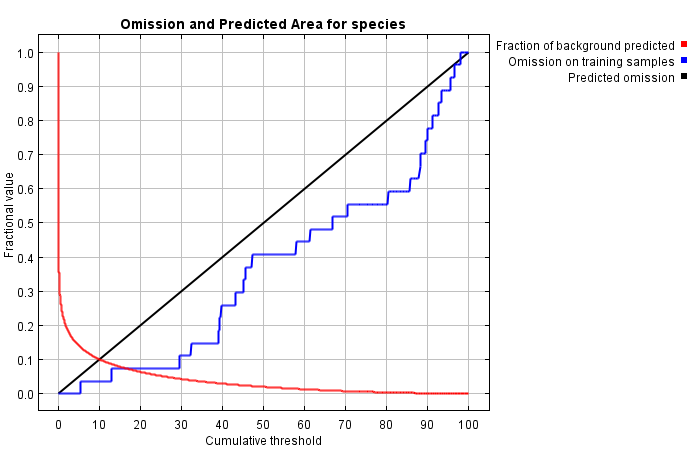 Omission and Predicted Area for species
Fraction of background predicted
Omission on training samples
Predicted omission
Fractional value
1.0
0.9
0.8
0.7
0.6
0.5
0.4
0.3
0.2
0.1
0.0
0 10 20 30 40 50 60 70 80 90 100
Cumulative threshold